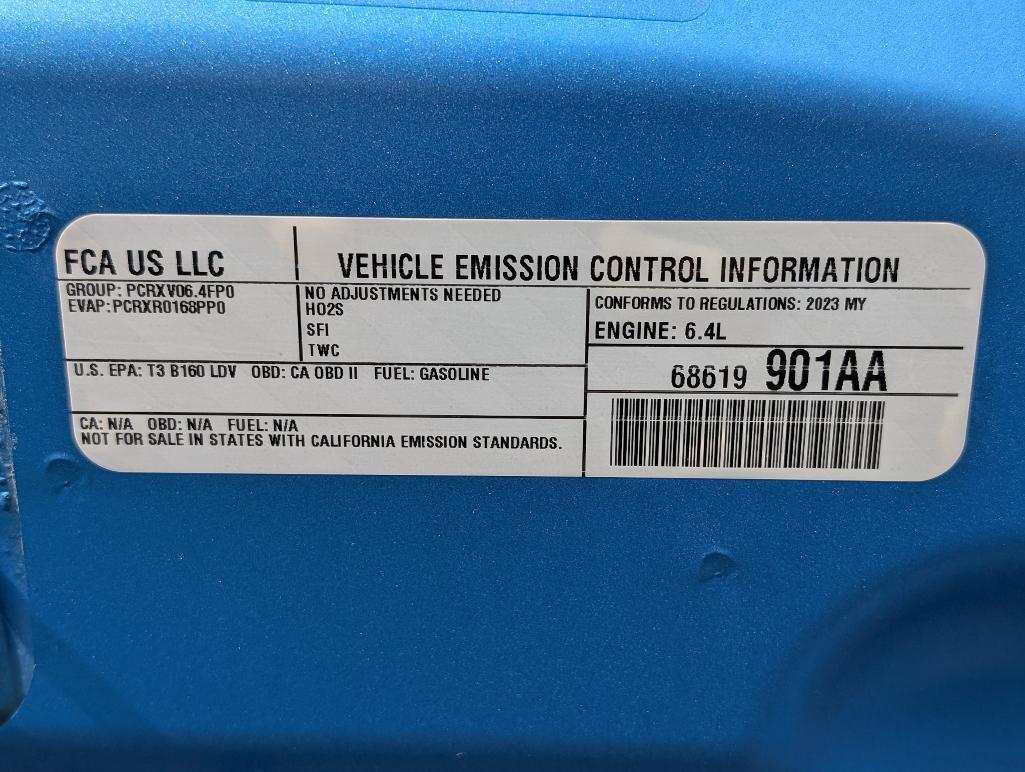 FCA US LLC
VEHICLE EMISSION CONTROL INFORMATION
GROUP: PCRXV06.4FP0
EVAP: PCRXR0168PP0
NO ADJUSTMENTS NEEDED
HO2S
SFI
TWC
CONFORMS TO REGULATIONS: 2023 MY
ENGINE: 6.4L
U.S. EPA: T3 B160 LDV OBD: CA OBD II FUEL: GASOLINE
68619 901AA
CA: N/A OBD: N/A FUEL: N/A
NOT FOR SALE IN STATES WITH CALIFORNIA EMISSION STANDARDS.